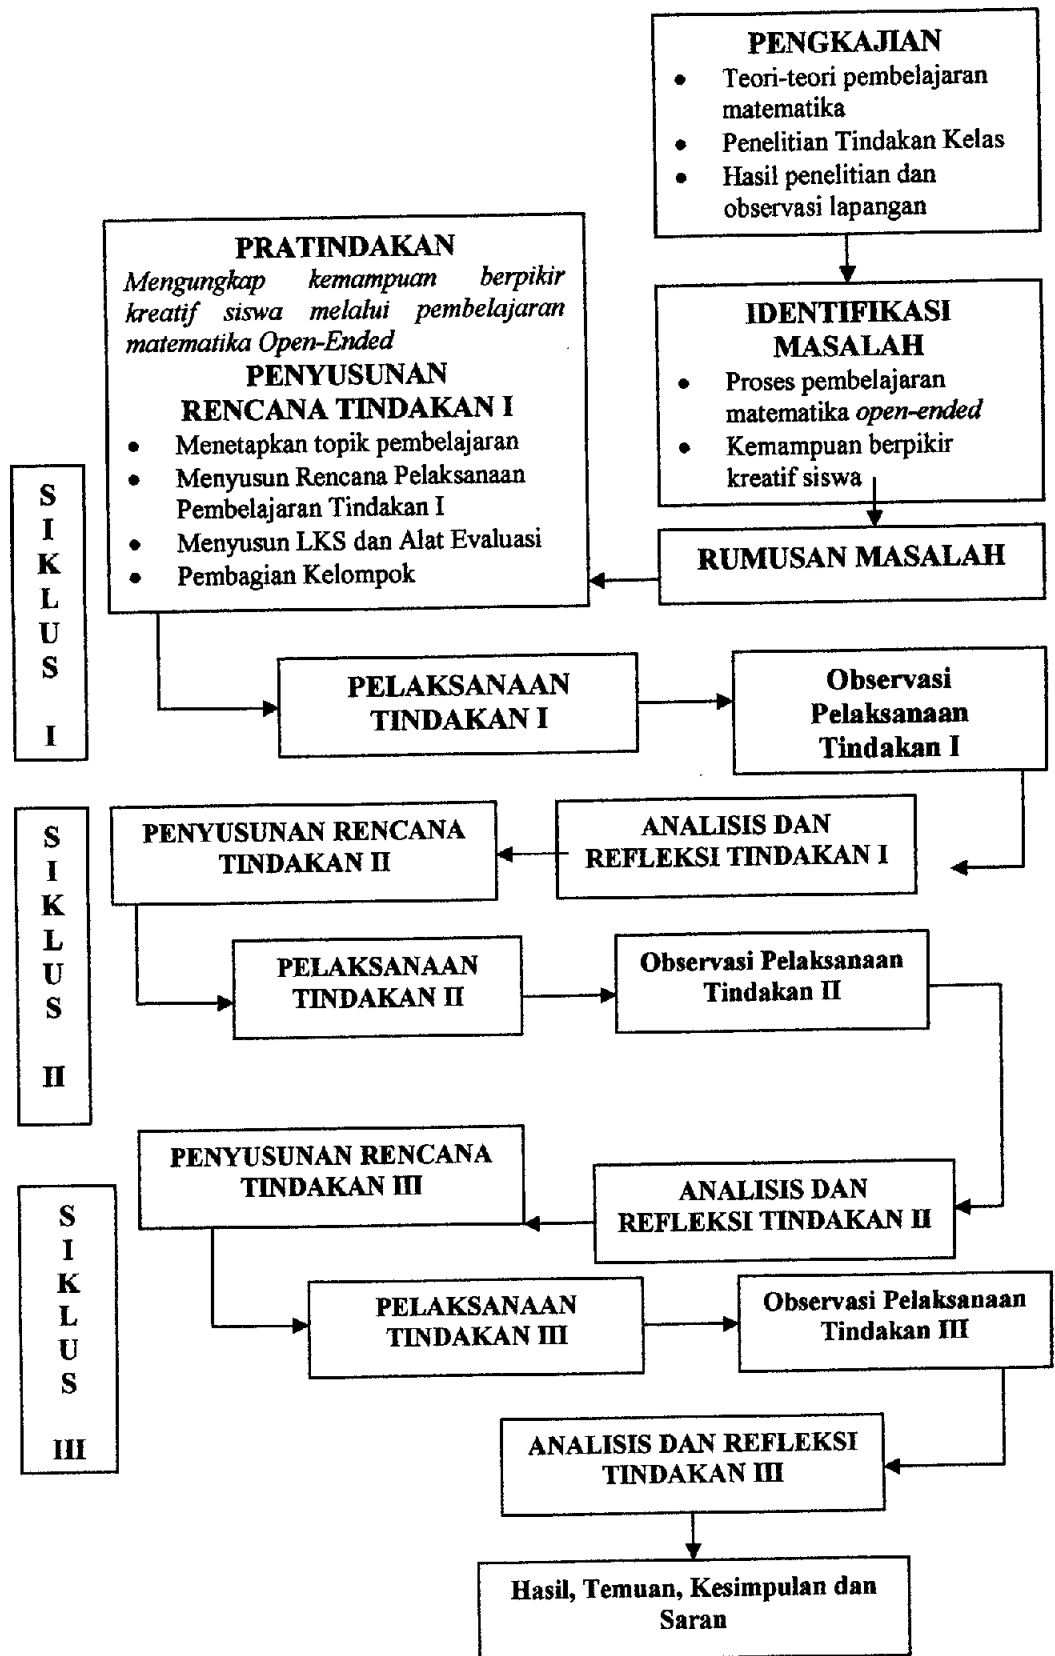 PENGKAJIAN
• Teori-teori pembelajaran
matematika
• Penelitian Tindakan Kelas
• Hasil penelitian dan
observasi lapangan
IDENTIFIKASI
MASALAH
• Proses pembelajaran
matematika open-ended
• Kemampuan berpikir
kreatif siswa
RUMUSAN MASALAH
PRATINDAKAN
Mengungkap kemampuan berpikir
kreatif siswa melalui pembelajaran
matematika Open-Ended
PENYUSUNAN
RENCANA TINDAKAN I
• Menetapkan topik pembelajaran
• Menyusun Rencana Pelaksanaan
Pembelajaran Tindakan I
• Menyusun LKS dan Alat Evaluasi
• Pembagian Kelompok
S
I
K
L
U
S
I
PELAKSANAAN
TINDAKAN I
Observasi
Pelaksanaan
Tindakan I
ANALISIS DAN
REFLEKSI TINDAKAN I
S
I
K
L
U
S
II
PENYUSUNAN RENCANA
TINDAKAN II
PELAKSANAAN
TINDAKAN II
Observasi Pelaksanaan
Tindakan II
ANALISIS DAN
REFLEKSI TINDAKAN II
S
I
K
L
U
S
III
PENYUSUNAN RENCANA
TINDAKAN III
PELAKSANAAN
TINDAKAN III
Observasi Pelaksanaan
Tindakan III
ANALISIS DAN REFLEKSI
TINDAKAN III
Hasil, Temuan, Kesimpulan dan
Saran